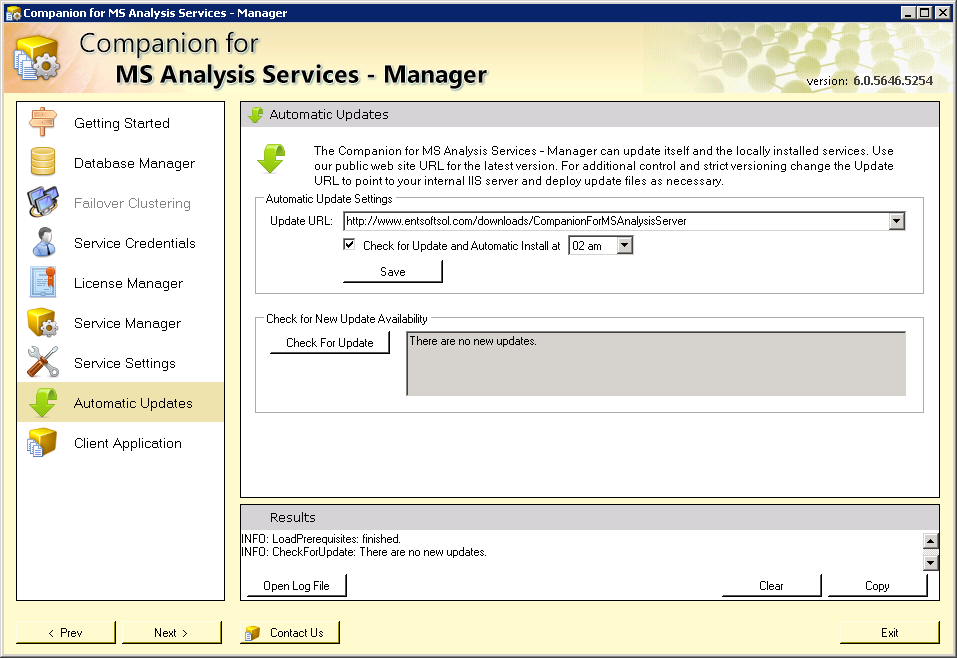 Companion for MS Analysis Services - Manager
Companion for
MS Analysis Services - Manager
version: 6.0.5646.5254
Getting Started
Database Manager
Failover Clustering
Service Credentials
License Manager
Service Manager
Service Settings
Automatic Updates
Client Application
Automatic Updates
The Companion for MS Analysis Services - Manager can update itself and the locally installed services. Use
our public web site URL for the latest version. For additional control and strict versioning change the Update
URL to point to your internal IIS server and deploy update files as necessary.
Automatic Update Settings
Update URL: http://www.entsoftsol.com/downloads/CompanionForMSAnalysisServer
Check for Update and Automatic Install at 02 am
Save
Check for New Update Availability
Check For Update
There are no new updates.
Results
INFO: LoadPrerequisites: finished.
INFO: CheckForUpdate: There are no new updates.
Open Log File Clear Copy
< Prev Next > Contact Us Exit